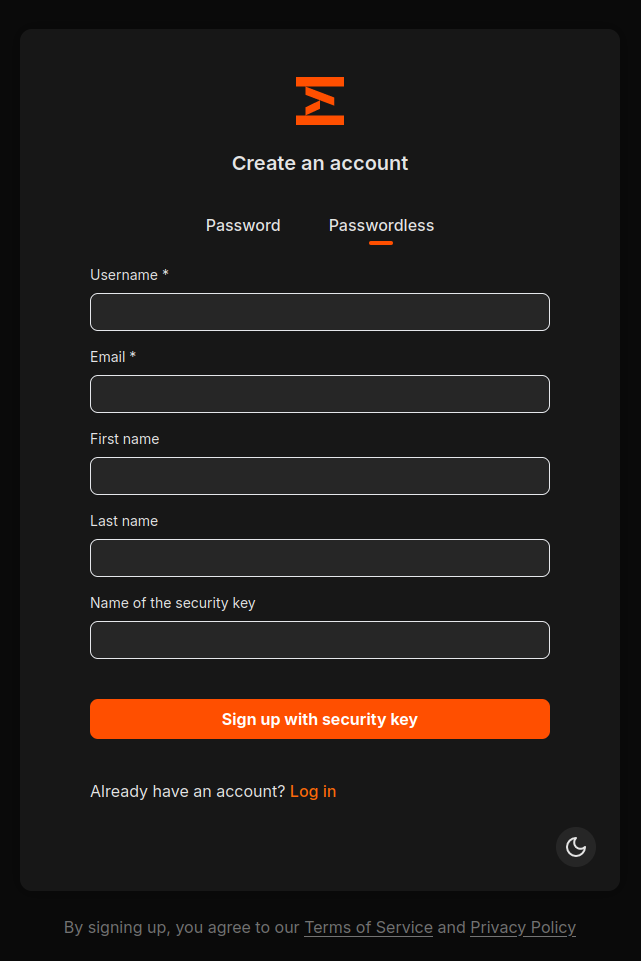 Create an account
Password Passwordless
Username *
Email *
First name
Last name
Name of the security key
Sign up with security key
Already have an account? Log in
By signing up, you agree to our Terms of Service and Privacy Policy